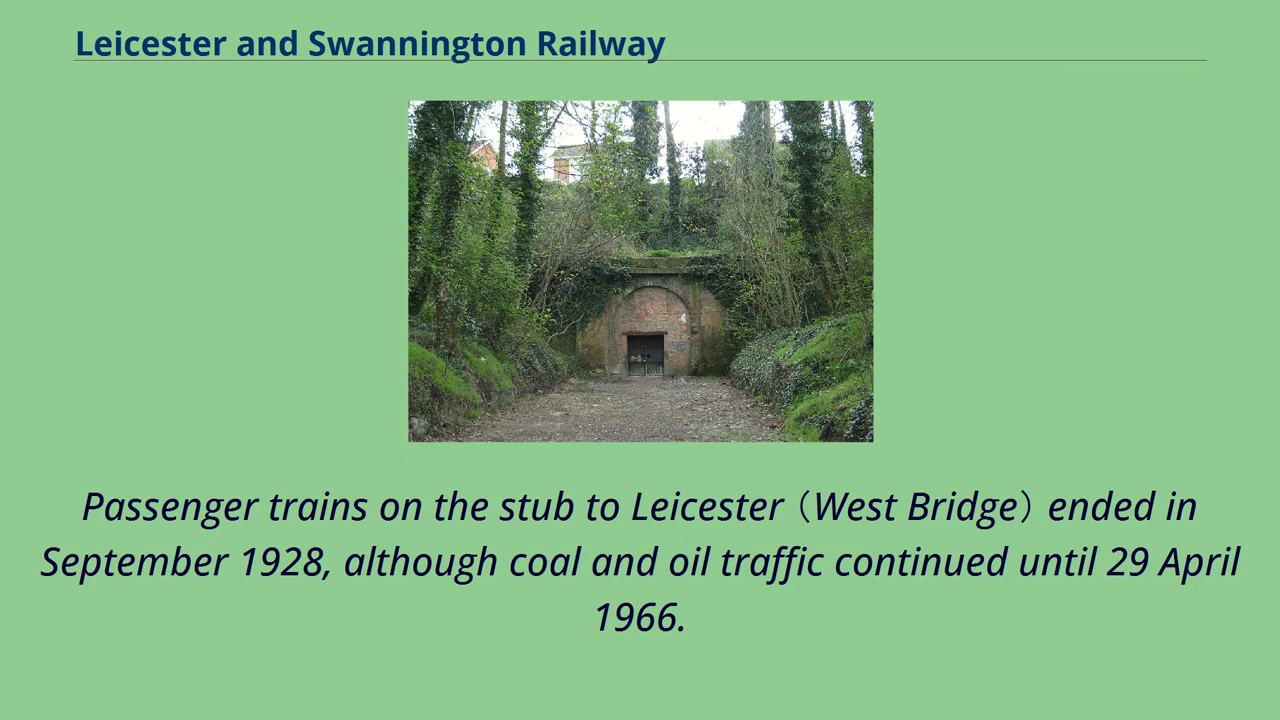 Leicester and Swannington Railway
Passenger trains on the stub to Leicester（West Bridge）ended in
September 1928, although coal and oil traffic continued until 29 April
1966.